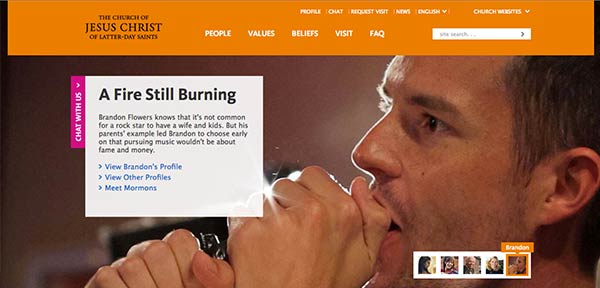 PROFILE | CHAT | REQUEST VISIT | NEWS | ENGLISH
CHURCH WEBSITES
THE CHURCH OF
JESUS CHRIST
OF LATTER-DAY SAINTS
PEOPLE VALUES BELIEFS VISIT FAQ
site search. . .
CHAT WITH US
A Fire Still Burning
Brandon Flowers knows that it's not common
for a rock star to have a wife and kids. But his
parents' example led Brandon to choose early
on that pursuing music wouldn't be about
fame and money.
> View Brandon's Profile
> View Other Profiles
> Meet Mormons
Brandon